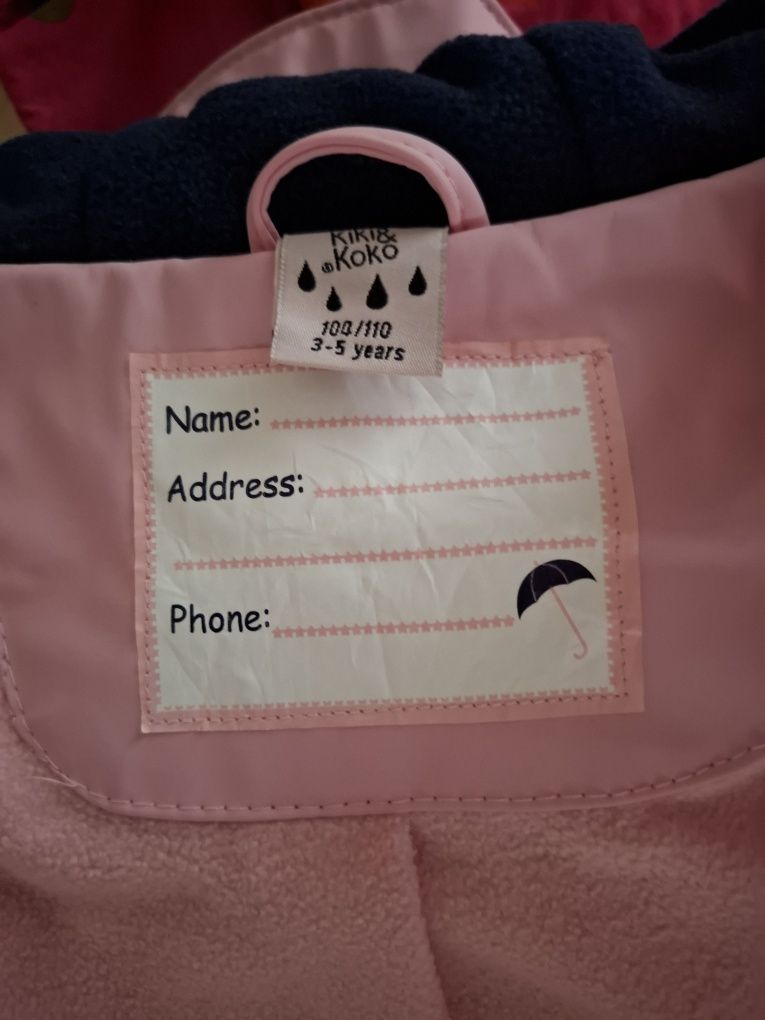 Kiki&
®Koko
100/110
3-5 years
Name:
Address:
Phone: